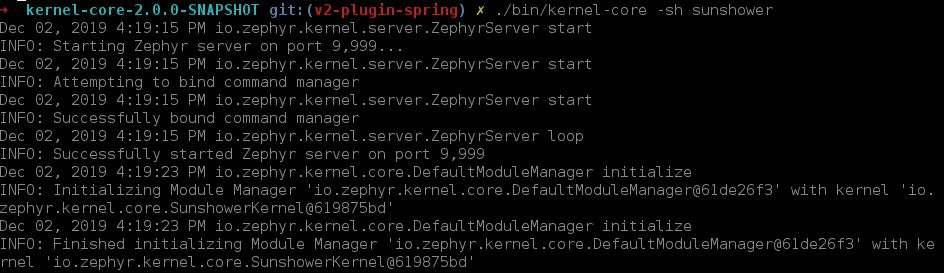 ➜  kernel-core-2.0.0-SNAPSHOT git:(v2-plugin-spring) ✗ ./bin/kernel-core -sh sunshower
Dec 02, 2019 4:19:15 PM io.zephyr.kernel.server.ZephyrServer start
INFO: Starting Zephyr server on port 9,999...
Dec 02, 2019 4:19:15 PM io.zephyr.kernel.server.ZephyrServer start
INFO: Attempting to bind command manager
Dec 02, 2019 4:19:15 PM io.zephyr.kernel.server.ZephyrServer start
INFO: Successfully bound command manager
Dec 02, 2019 4:19:15 PM io.zephyr.kernel.server.ZephyrServer loop
INFO: Successfully started Zephyr server on port 9,999
Dec 02, 2019 4:19:23 PM io.zephyr.kernel.core.DefaultModuleManager initialize
INFO: Initializing Module Manager 'io.zephyr.kernel.core.DefaultModuleManager@61de26f3' with kernel 'io.
zephyr.kernel.core.SunshowerKernel@619875bd'
Dec 02, 2019 4:19:23 PM io.zephyr.kernel.core.DefaultModuleManager initialize
INFO: Finished initializing Module Manager 'io.zephyr.kernel.core.DefaultModuleManager@61de26f3' with ke
rnel 'io.zephyr.kernel.core.SunshowerKernel@619875bd'